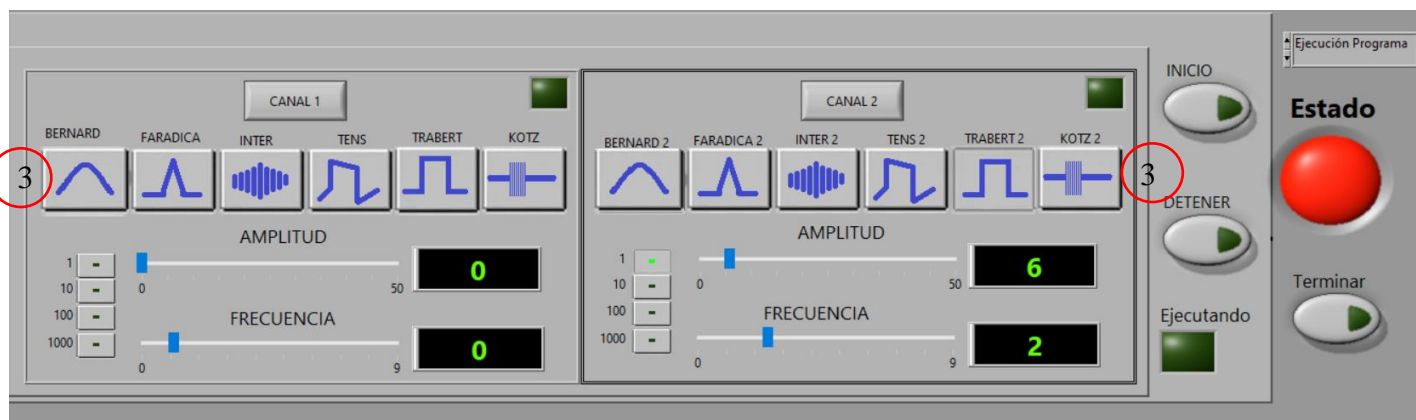 Ejecución Programa
INICIO
Estado
CANAL 1
CANAL 2
BERNARD
FARADICA
INTER
TENS
TRABERT
KOTZ
BERNARD 2
FARADICA 2
INTER 2
TENS 2
TRABERT 2
KOTZ 2
3
3
DETENER
AMPLITUD
1
10
100
1000
0
50
0
FRECUENCIA
0
9
0
AMPLITUD
1
10
100
1000
0
50
6
FRECUENCIA
0
9
2
Ejecutando
Terminar